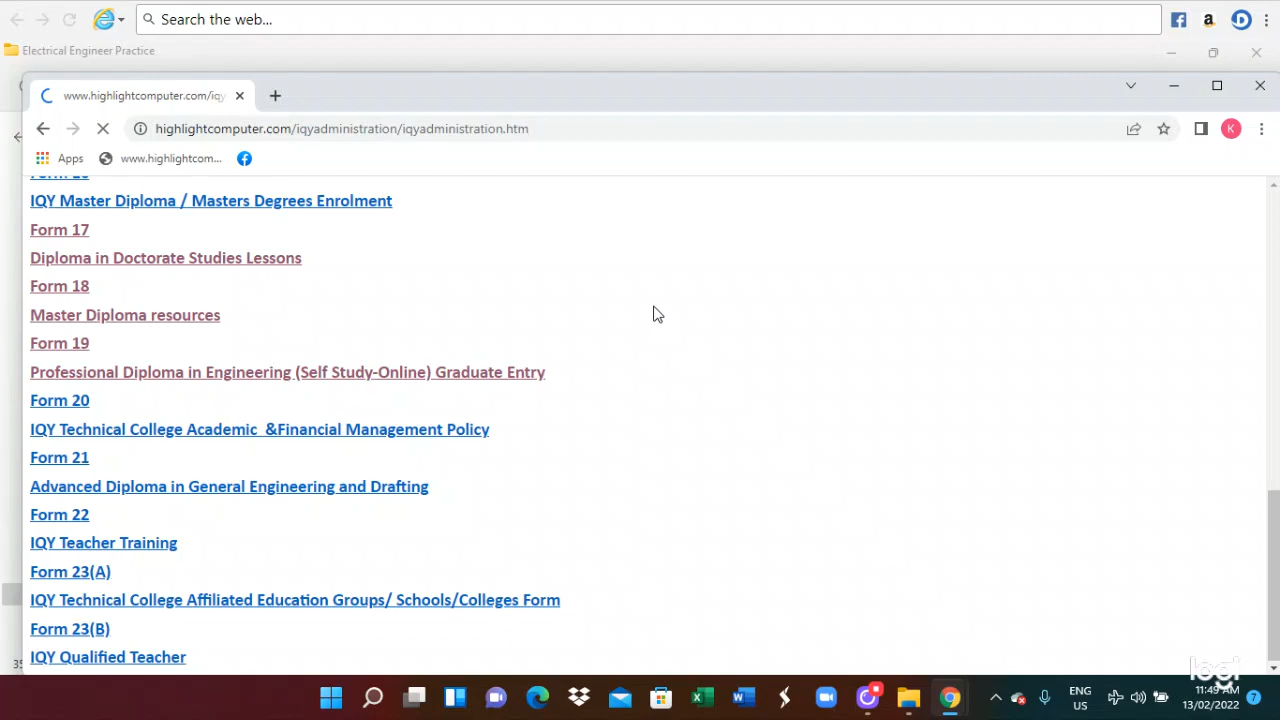 Search the web...
Electrical Engineer Practice
www.highlightcomputer.com/iqy
highlightcomputer.com/iqyadministration/iqyadministration.htm
K
Apps
www.highlightcom...
IQY Master Diploma / Masters Degrees Enrolment
Form 17
Diploma in Doctorate Studies Lessons
Form 18
Master Diploma resources
Form 19
Professional Diploma in Engineering (Self Study-Online) Graduate Entry
Form 20
IQY Technical College Academic &Financial Management Policy
Form 21
Advanced Diploma in General Engineering and Drafting
Form 22
IQY Teacher Training
Form 23(A)
IQY Technical College Affiliated Education Groups/ Schools/Colleges Form
Form 23(B)
IQY Qualified Teacher
logi
ENG
US
11:49 AM
13/02/2022
7